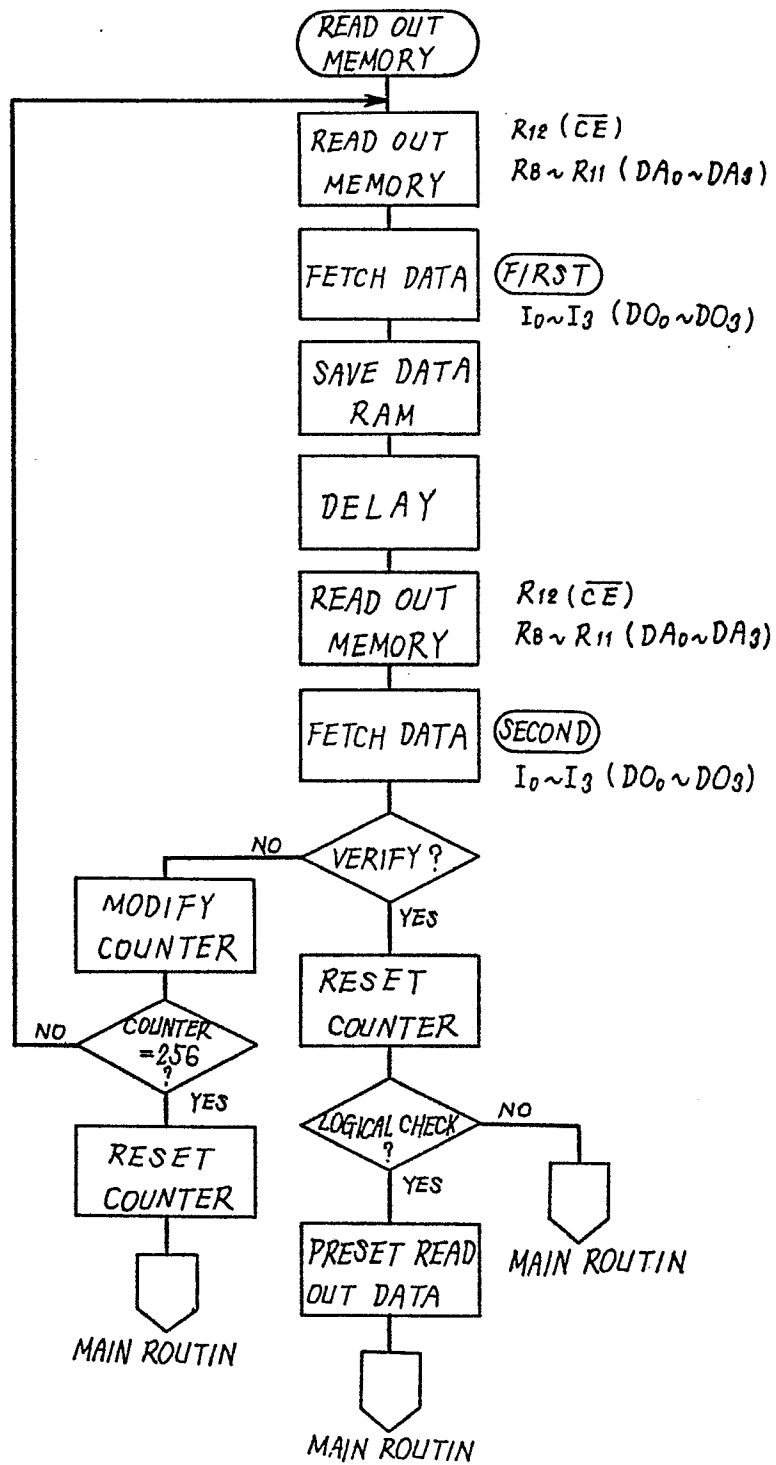 READ OUT
MEMORY
READ OUT
MEMORY
R12 (C̅E̅)
R8 ~ R11 (DA0 ~ DA3)
FETCH DATA
FIRST
I0 ~ I3 (DO0 ~ DO3)
SAVE DATA
RAM
DELAY
READ OUT
MEMORY
R12 (C̅E̅)
R8 ~ R11 (DA0 ~ DA3)
FETCH DATA
SECOND
I0 ~ I3 (DO0 ~ DO3)
VERIFY ?
NO
YES
MODIFY
COUNTER
RESET
COUNTER
COUNTER
=256
?
NO
YES
LOGICAL CHECK
?
NO
YES
RESET
COUNTER
PRESET READ
OUT DATA
MAIN ROUTIN
MAIN ROUTIN
MAIN ROUTIN